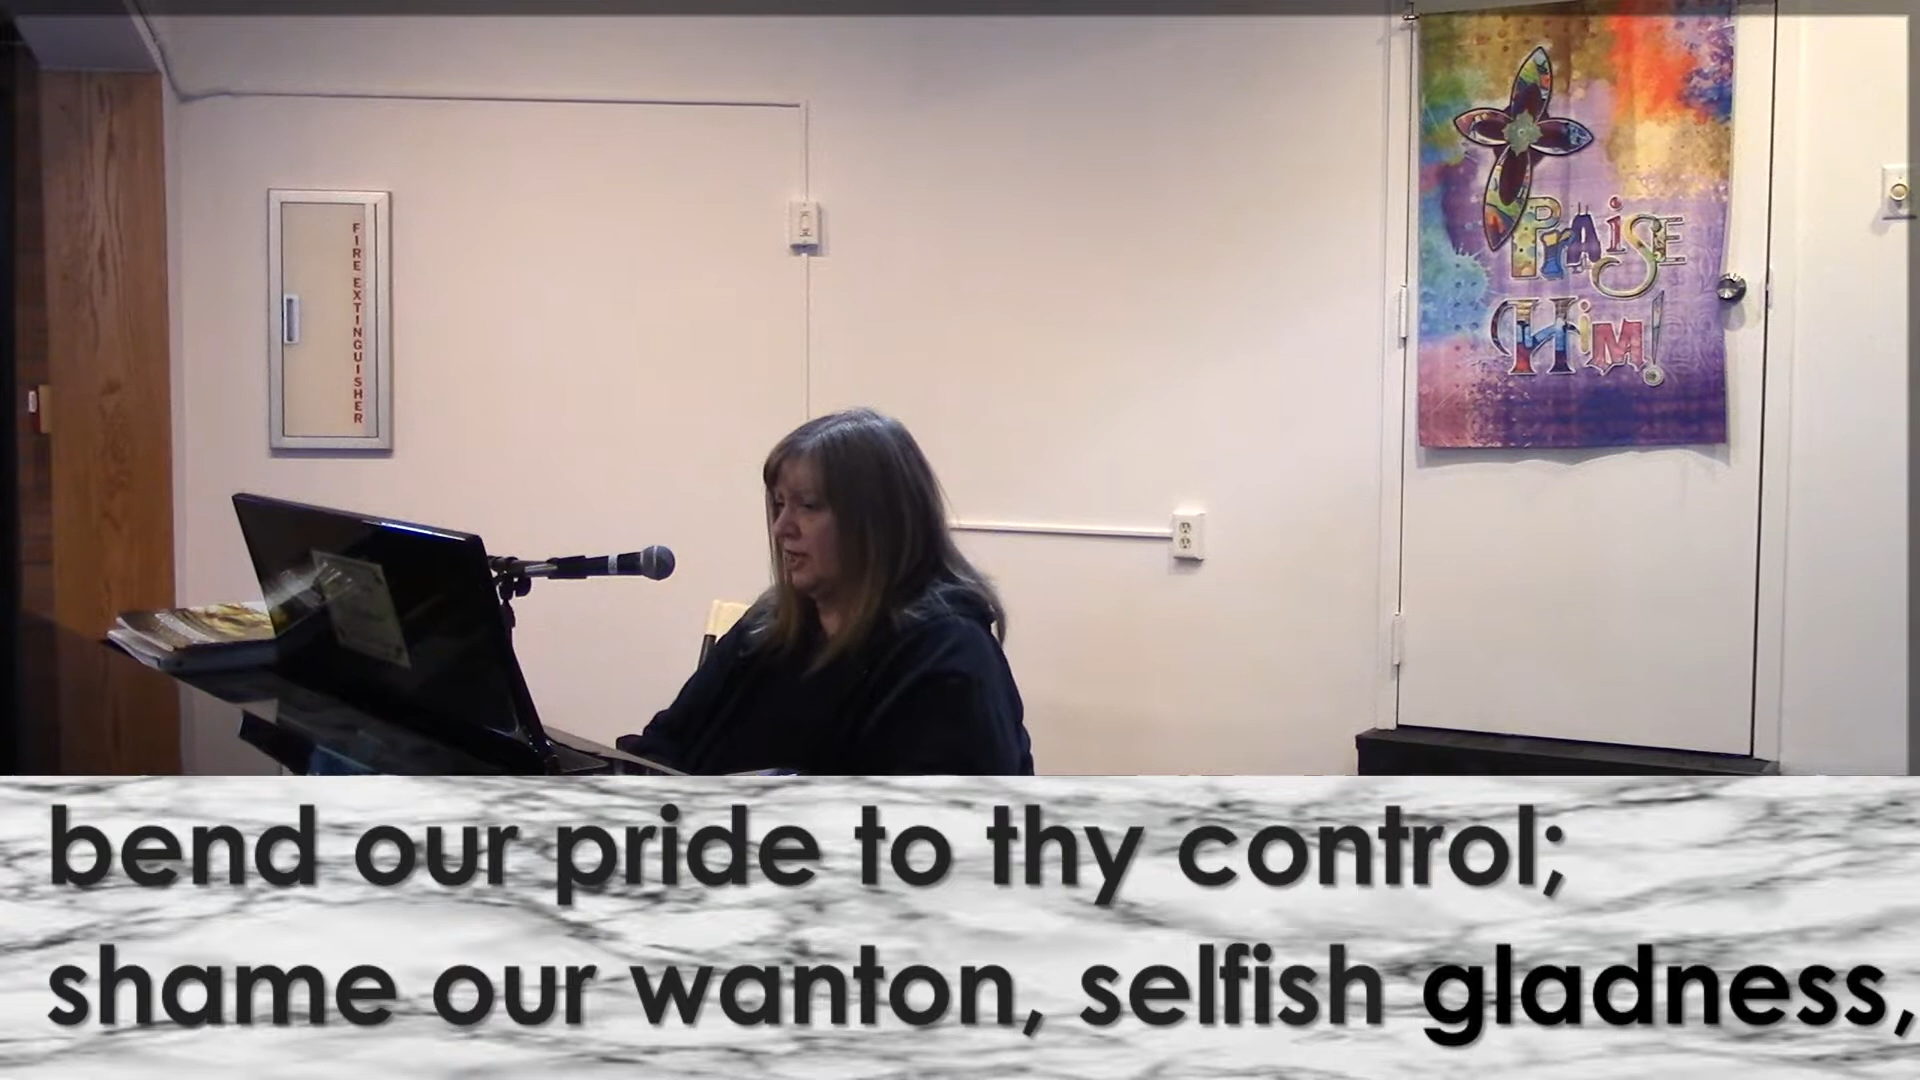 FIRE EXTINGUISHER
PRAiSE
HiM!
bend our pride to thy control;
shame our wanton, selfish gladness,